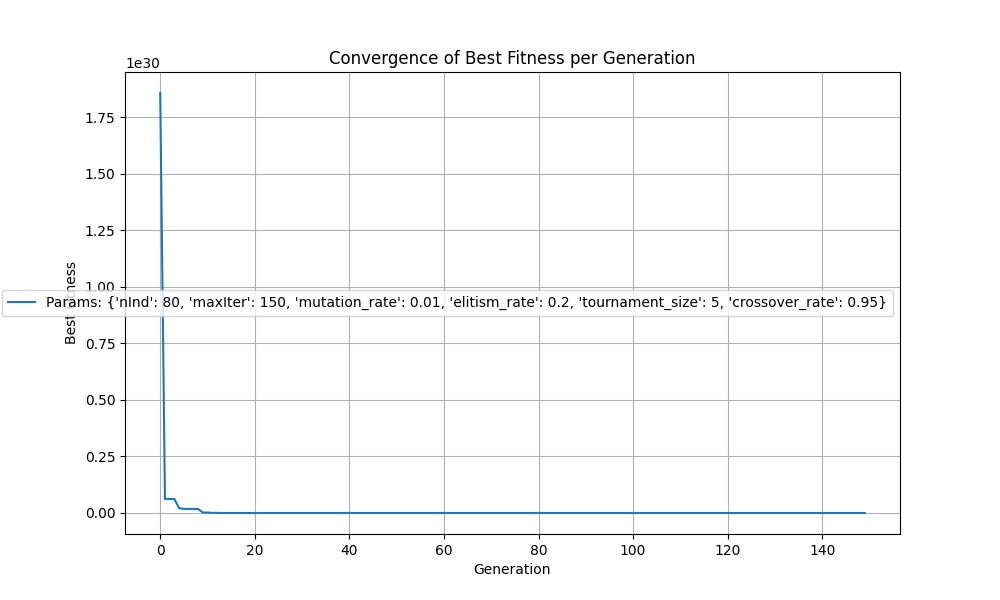 Convergence of Best Fitness per Generation
1e30
1.75
1.50
1.25
1.00
0.75
0.50
0.25
0.00
Best Fitness
Params: {'nInd': 80, 'maxIter': 150, 'mutation_rate': 0.01, 'elitism_rate': 0.2, 'tournament_size': 5, 'crossover_rate': 0.95}
0 20 40 60 80 100 120 140
Generation